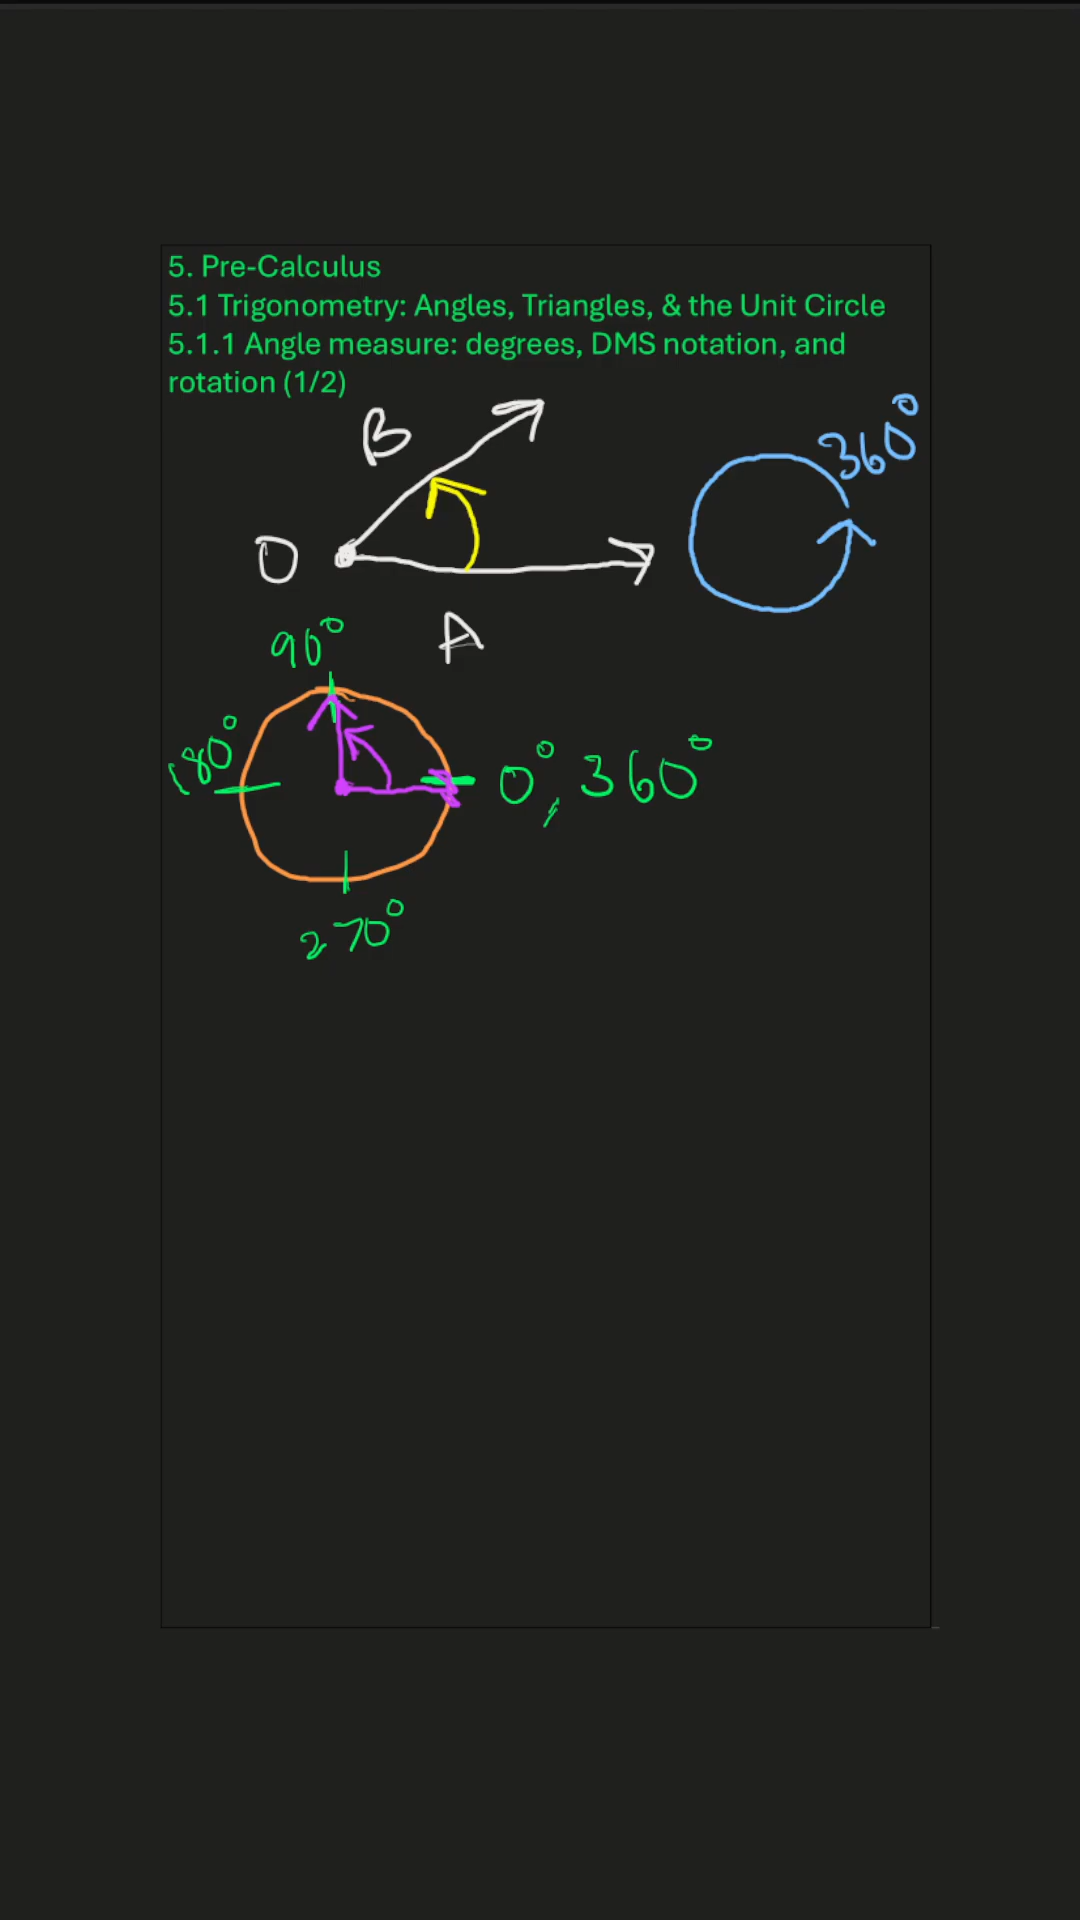 5. Pre-Calculus
5.1 Trigonometry: Angles, Triangles, & the Unit Circle
5.1.1 Angle measure: degrees, DMS notation, and
rotation (1/2)
B
360°
O
A
90°
180°
0°, 360°
270°